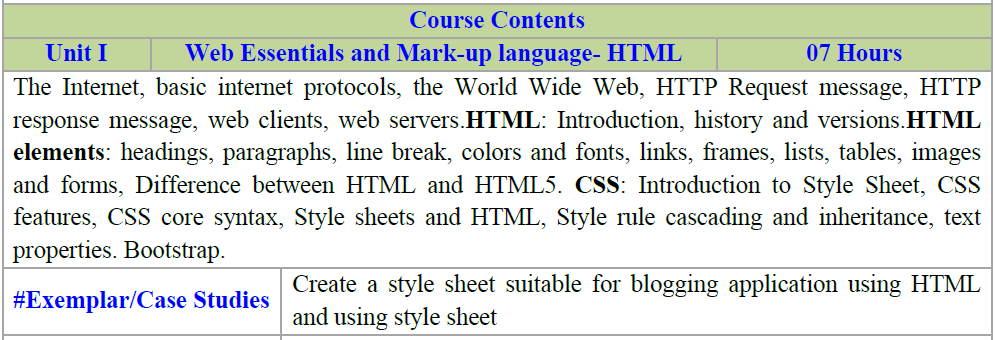 Course Contents
Unit I Web Essentials and Mark-up language- HTML 07 Hours
The Internet, basic internet protocols, the World Wide Web, HTTP Request message, HTTP
response message, web clients, web servers.HTML: Introduction, history and versions.HTML
elements: headings, paragraphs, line break, colors and fonts, links, frames, lists, tables, images
and forms, Difference between HTML and HTML5. CSS: Introduction to Style Sheet, CSS
features, CSS core syntax, Style sheets and HTML, Style rule cascading and inheritance, text
properties. Bootstrap.
#Exemplar/Case Studies Create a style sheet suitable for blogging application using HTML
and using style sheet